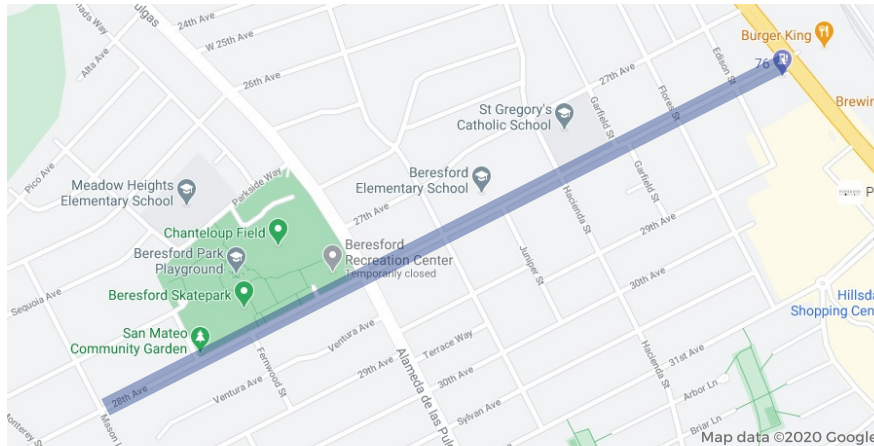 24th Ave
W 25th Ave
Alta Ave
26th Ave
Pico Ave
Burger King
76
Edison St
27th Ave
Flores St
Garfield St
St Gregory's
Catholic School
Brewin
Meadow Heights
Elementary School
Parkside Way
Beresford
Elementary School
Hacienda St
Garfield St
29th Ave
P
27th Ave
Chanteloup Field
Beresford Park
Playground
Beresford
Recreation Center
Temporarily closed
Juniper St
30th Ave
Sequoia Ave
Beresford Skatepark
Hillsda
Shopping Cen
San Mateo
Community Garden
Fernwood St
Ventura Ave
Ventura Ave
29th Ave
Terrace Way
30th Ave
Alameda de las Pul
Hacienda St
31st Ave
28th Ave
Sylvan Ave
Arbor Ln
Briar Ln
Map data ©2020 Google